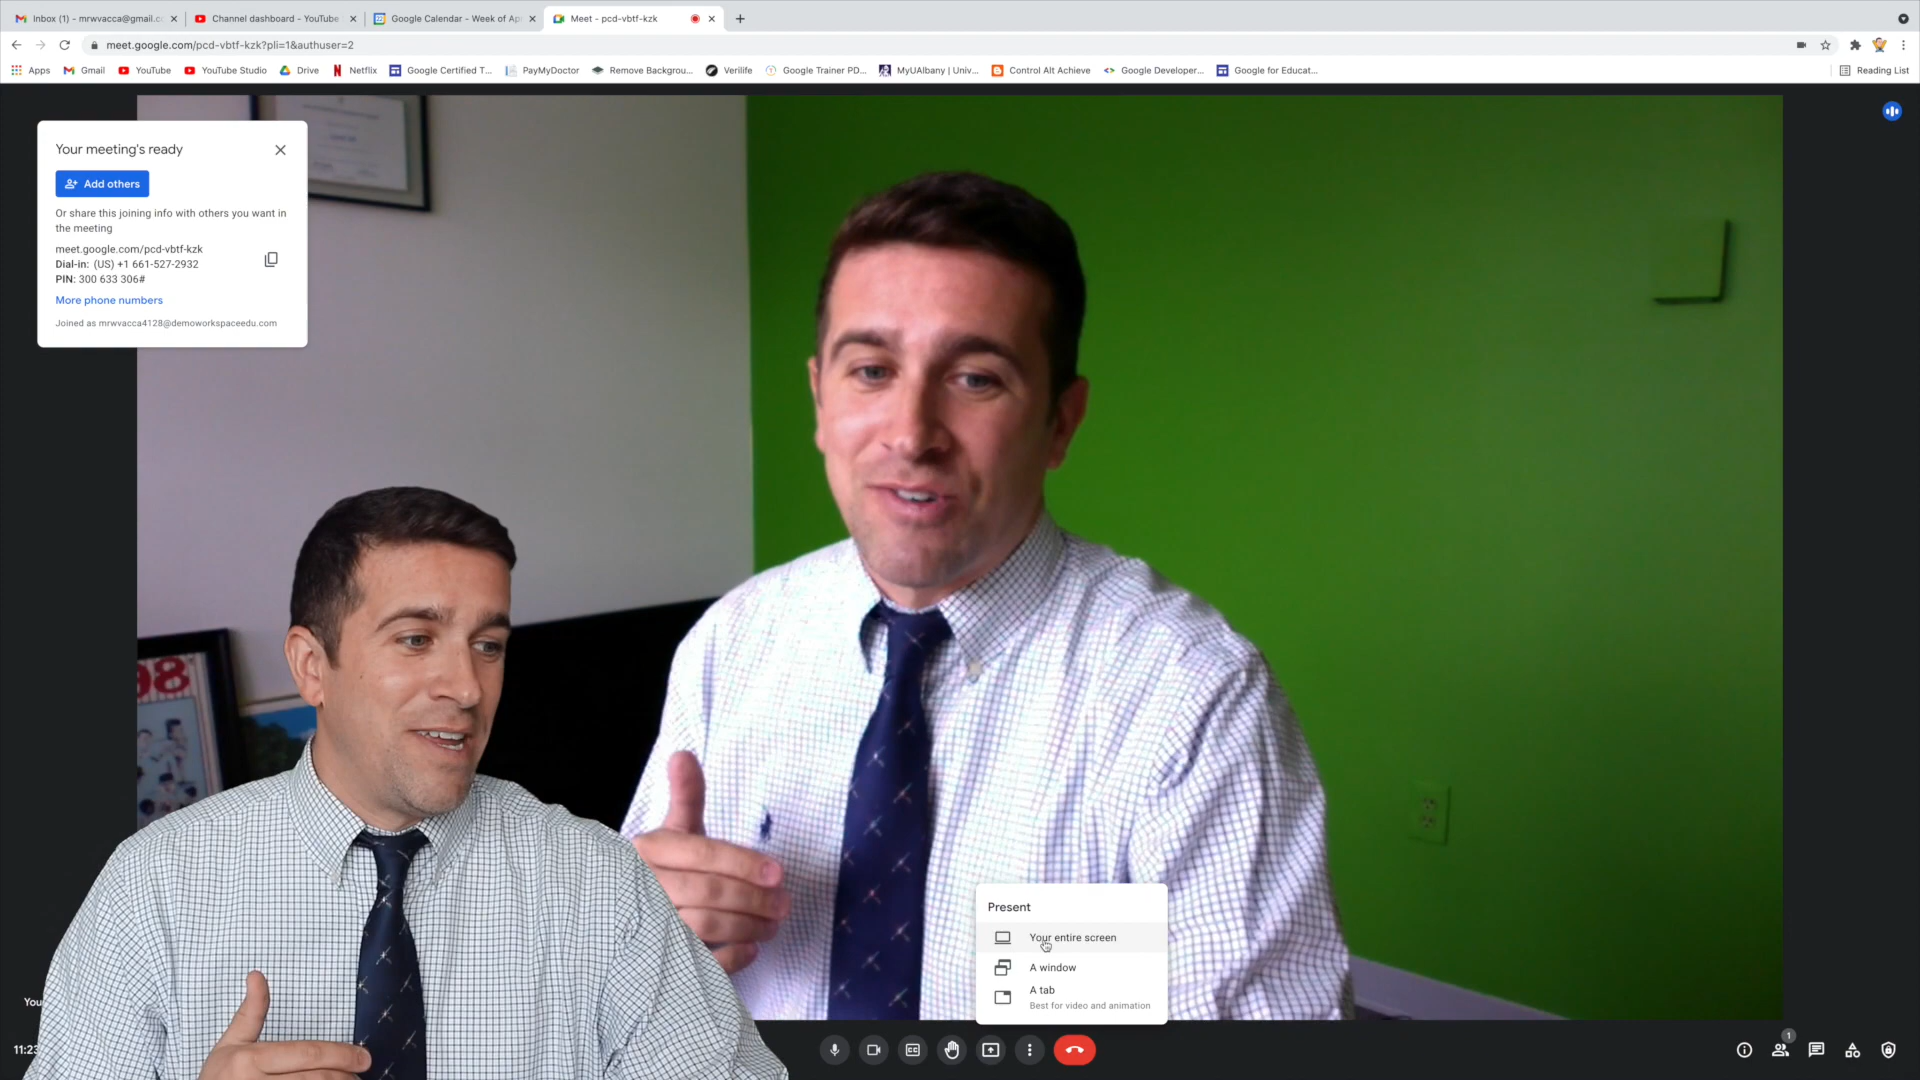 Inbox (1) - mrwvacca@gmail.c
Channel dashboard - YouTube
Google Calendar - Week of Ap
Meet - pcd-vbtf-kzk
meet.google.com/pcd-vbtf-kzk?pli=1&authuser=2
Apps
Gmail
YouTube
YouTube Studio
Drive
Netflix
Google Certified T...
PayMyDoctor
Remove Backgrou...
Verilife
Google Trainer PD...
MyUAlbany | Univ...
Control Alt Achieve
Google Developer...
Google for Educat...
Reading List
Your meeting's ready
Add others
Or share this joining info with others you want in
the meeting
meet.google.com/pcd-vbtf-kzk
Dial-in: (US) +1 661-527-2932
PIN: 300 633 306#
More phone numbers
Joined as mrwvacca4128@demoworkspaceedu.com
98
Present
Your entire screen
A window
A tab
Best for video and animation
You
11:23
1